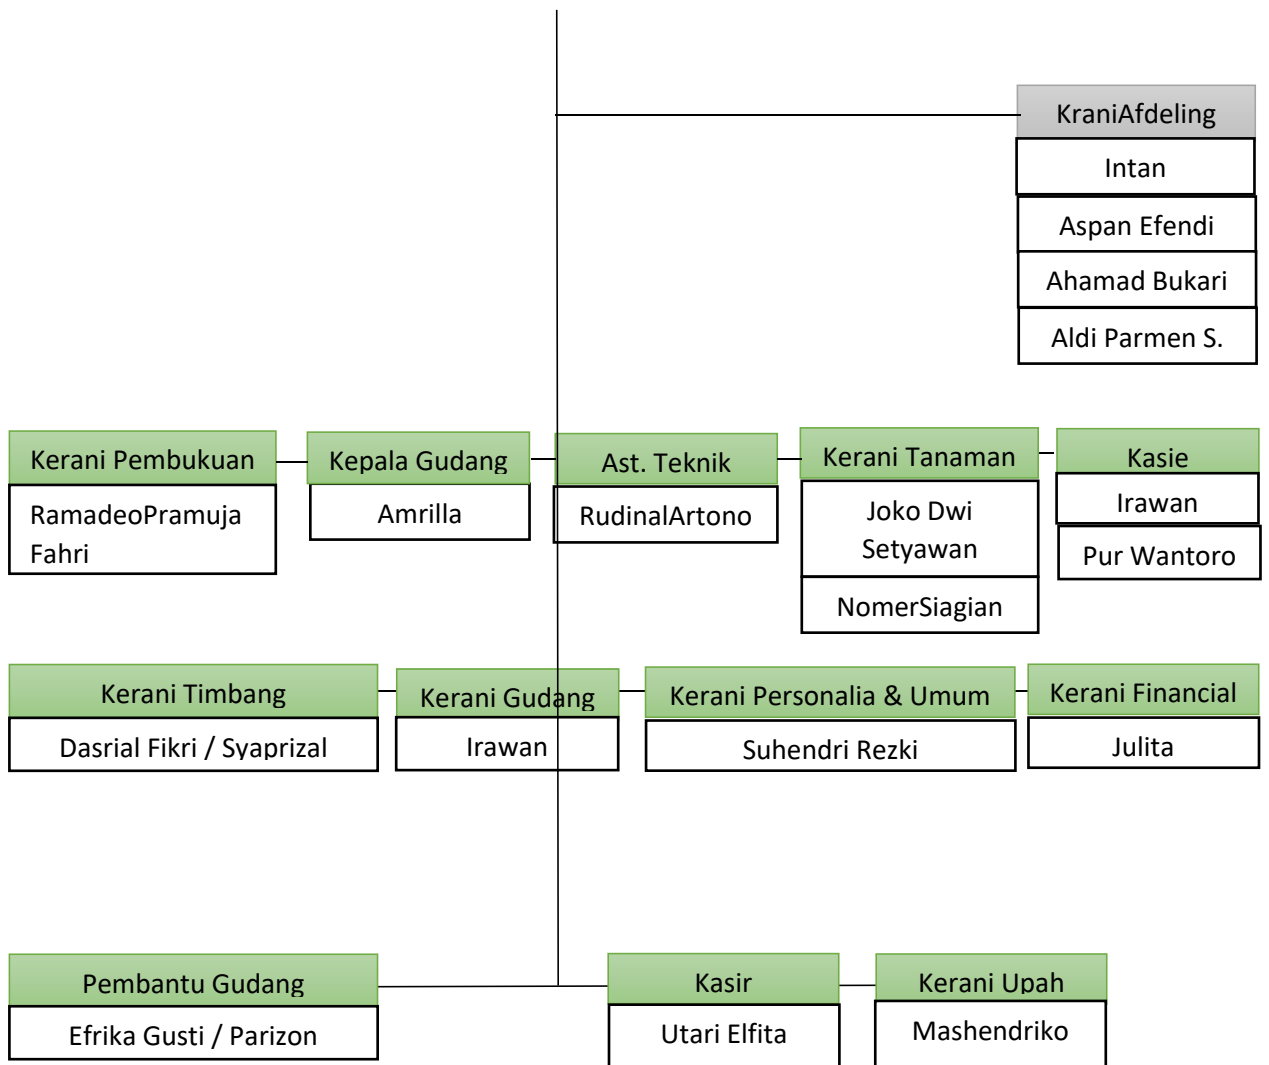 KraniAfdeling
Intan
Aspan Efendi
Ahamad Bukari
Aldi Parmen S.
Kerani Pembukuan
RamadeoPramuja
Fahri
Kepala Gudang
Amrilla
Ast. Teknik
RudinalArtono
Kerani Tanaman
Joko Dwi
Setyawan
NomerSiagian
Kasie
Irawan
Pur Wantoro
Kerani Timbang
Dasrial Fikri / Syaprizal
Kerani Gudang
Irawan
Kerani Personalia & Umum
Suhendri Rezki
Kerani Financial
Julita
Pembantu Gudang
Efrika Gusti / Parizon
Kasir
Utari Elfita
Kerani Upah
Mashendriko